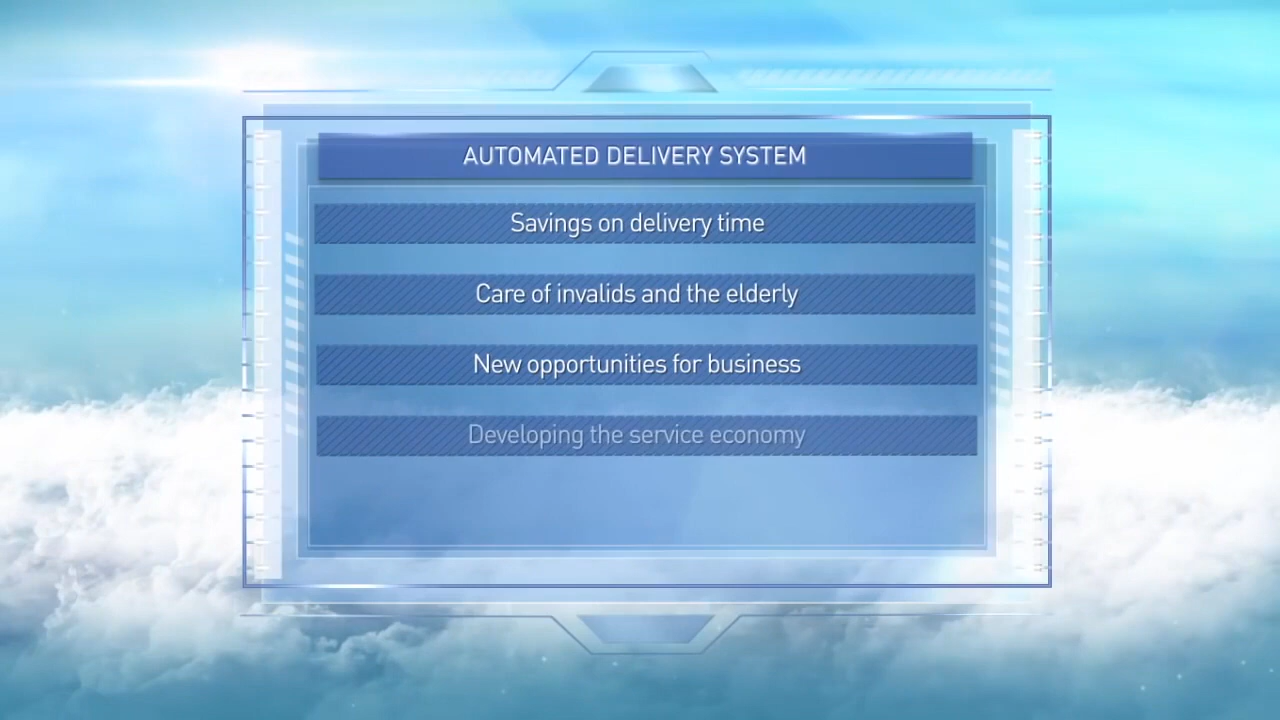 AUTOMATED DELIVERY SYSTEM
Savings on delivery time
Care of invalids and the elderly
New opportunities for business
Developing the service economy